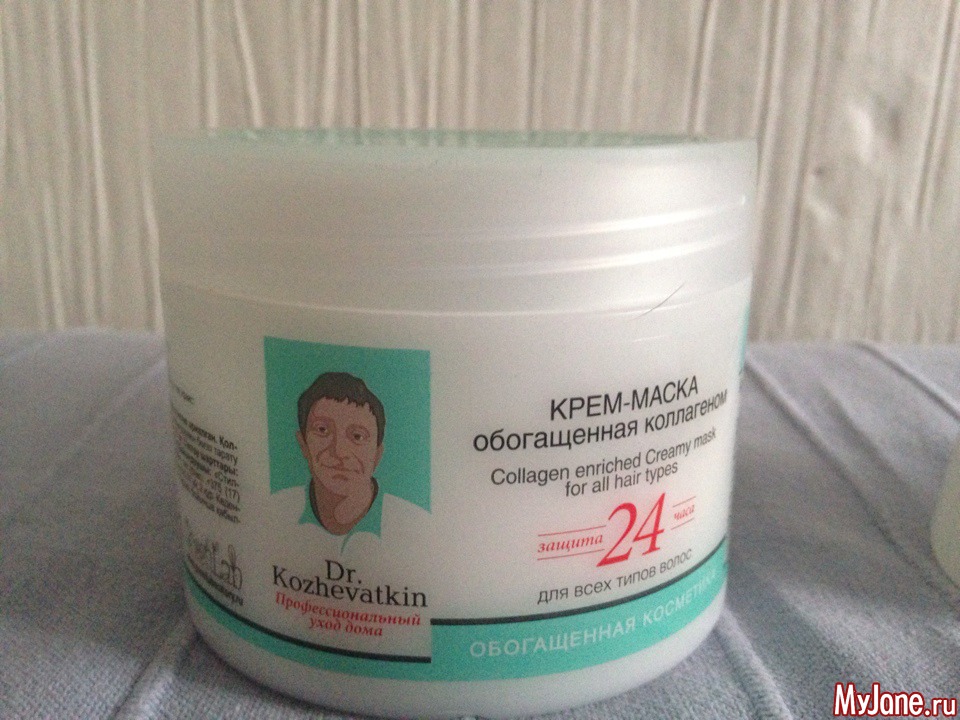 Dr.
Kozhevatkin
Профессиональный
уход дома
КРЕМ-МАСКА
обогащенная коллагеном
Collagen enriched Creamy mask
for all hair types
защита 24 часа
для всех типов волос
ОБОГАЩЕННАЯ КОСМЕТИКА
MyJane.ru